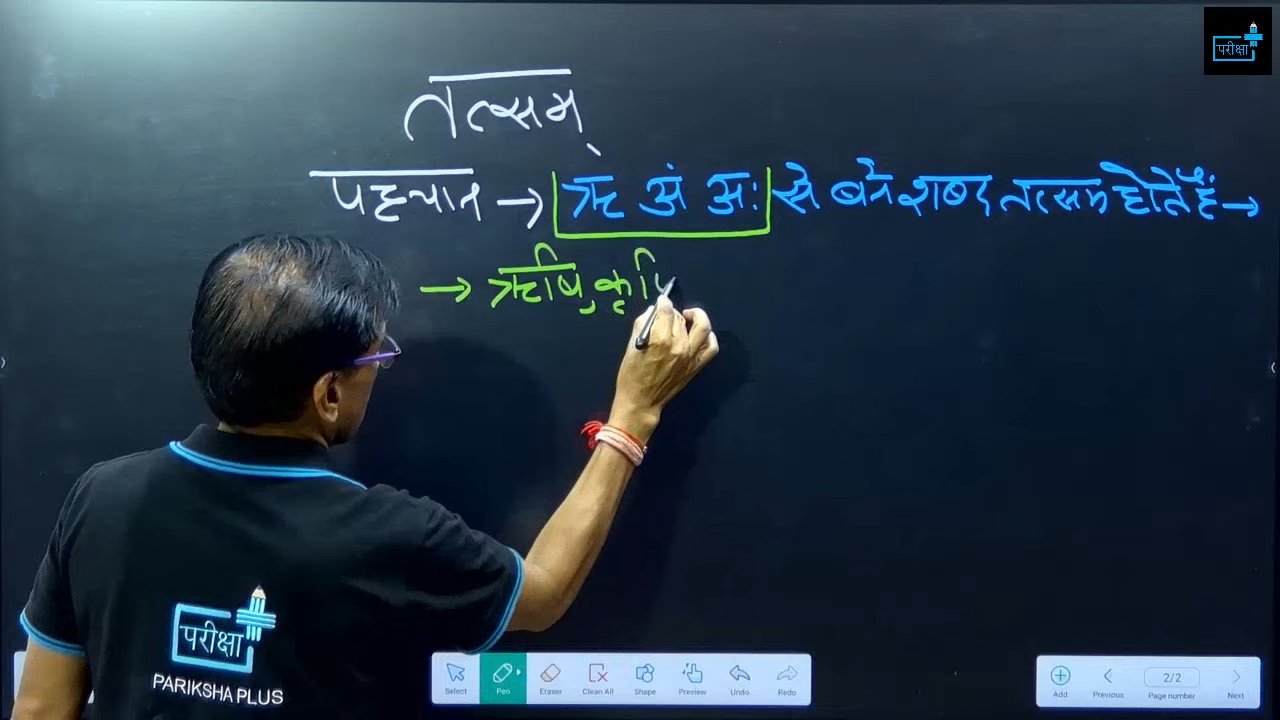 परीक्षा
तत्सम्
पहचान → ऋ अं अः से बने शब्द तत्सम होते हैं →
→ ऋषि, कृषि
परीक्षा
PARIKSHA PLUS
Select Pen Eraser Clean All Shape Preview Undo Redo
Add Previous 2/2 Page number Next